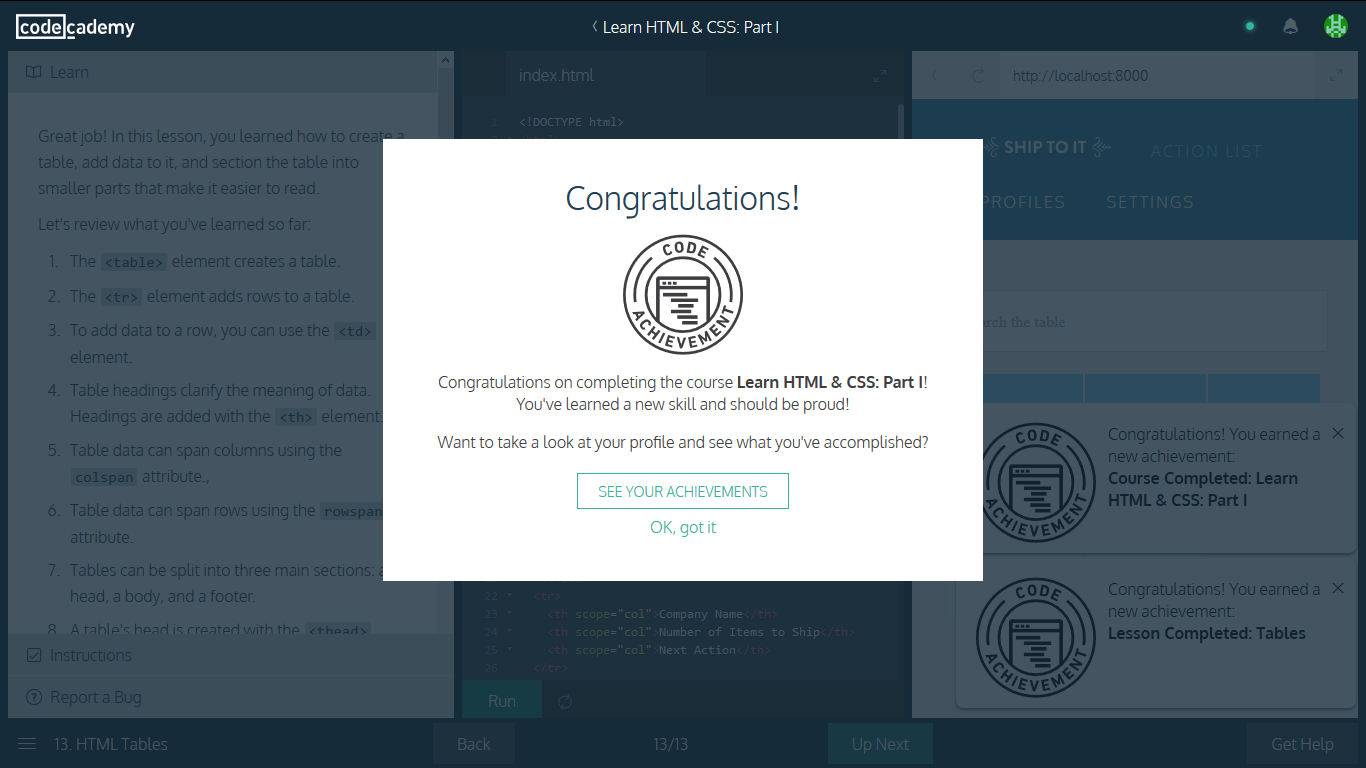 codecademy
Learn HTML & CSS: Part I
Learn
Great job! In this lesson, you learned how to create a
table, add data to it, and section the table into
smaller parts that make it easier to read.
Let's review what you've learned so far:
1. The <table> element creates a table.
2. The <tr> element adds rows to a table.
3. To add data to a row, you can use the <td>
element.
4. Table headings clarify the meaning of data.
Headings are added with the <th> element.
5. Table data can span columns using the
colspan attribute.,
6. Table data can span rows using the rowspan
attribute.
7. Tables can be split into three main sections: a
head, a body, and a footer.
8. A table's head is created with the <thead>
Instructions
Report a Bug
index.html
1 <!DOCTYPE html>
22 <tr>
23 <th scope="col">Company Name</th>
24 <th scope="col">Number of Items to Ship</th>
25 <th scope="col">Next Action</th>
26 </tr>
Run
http://localhost:8000
SHIP TO IT
ACTION LIST
PROFILES
SETTINGS
the table
Congratulations!
CODE
ACHIEVEMENT
Congratulations on completing the course Learn HTML & CSS: Part I!
You've learned a new skill and should be proud!
Want to take a look at your profile and see what you've accomplished?
SEE YOUR ACHIEVEMENTS
OK, got it
CODE
ACHIEVEMENT
Congratulations! You earned a
new achievement:
Course Completed: Learn
HTML & CSS: Part I
CODE
ACHIEVEMENT
Congratulations! You earned a
new achievement:
Lesson Completed: Tables
13. HTML Tables
Back
13/13
Up Next
Get Help